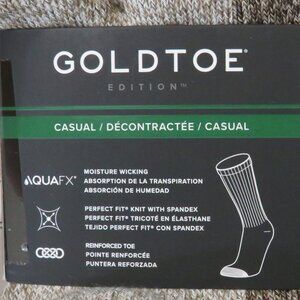 GOLDTOE®
EDITION™
CASUAL / DÉCONTRACTÉE / CASUAL
AQUAFX®
MOISTURE WICKING
ABSORPTION DE LA TRANSPIRATION
ABSORCIÓN DE HUMEDAD
PERFECT FIT® KNIT WITH SPANDEX
PERFECT FIT® TRICOTÉ EN ÉLASTHANE
TEJIDO PERFECT FIT® CON SPANDEX
REINFORCED TOE
POINTE RENFORCÉE
PUNTERA REFORZADA